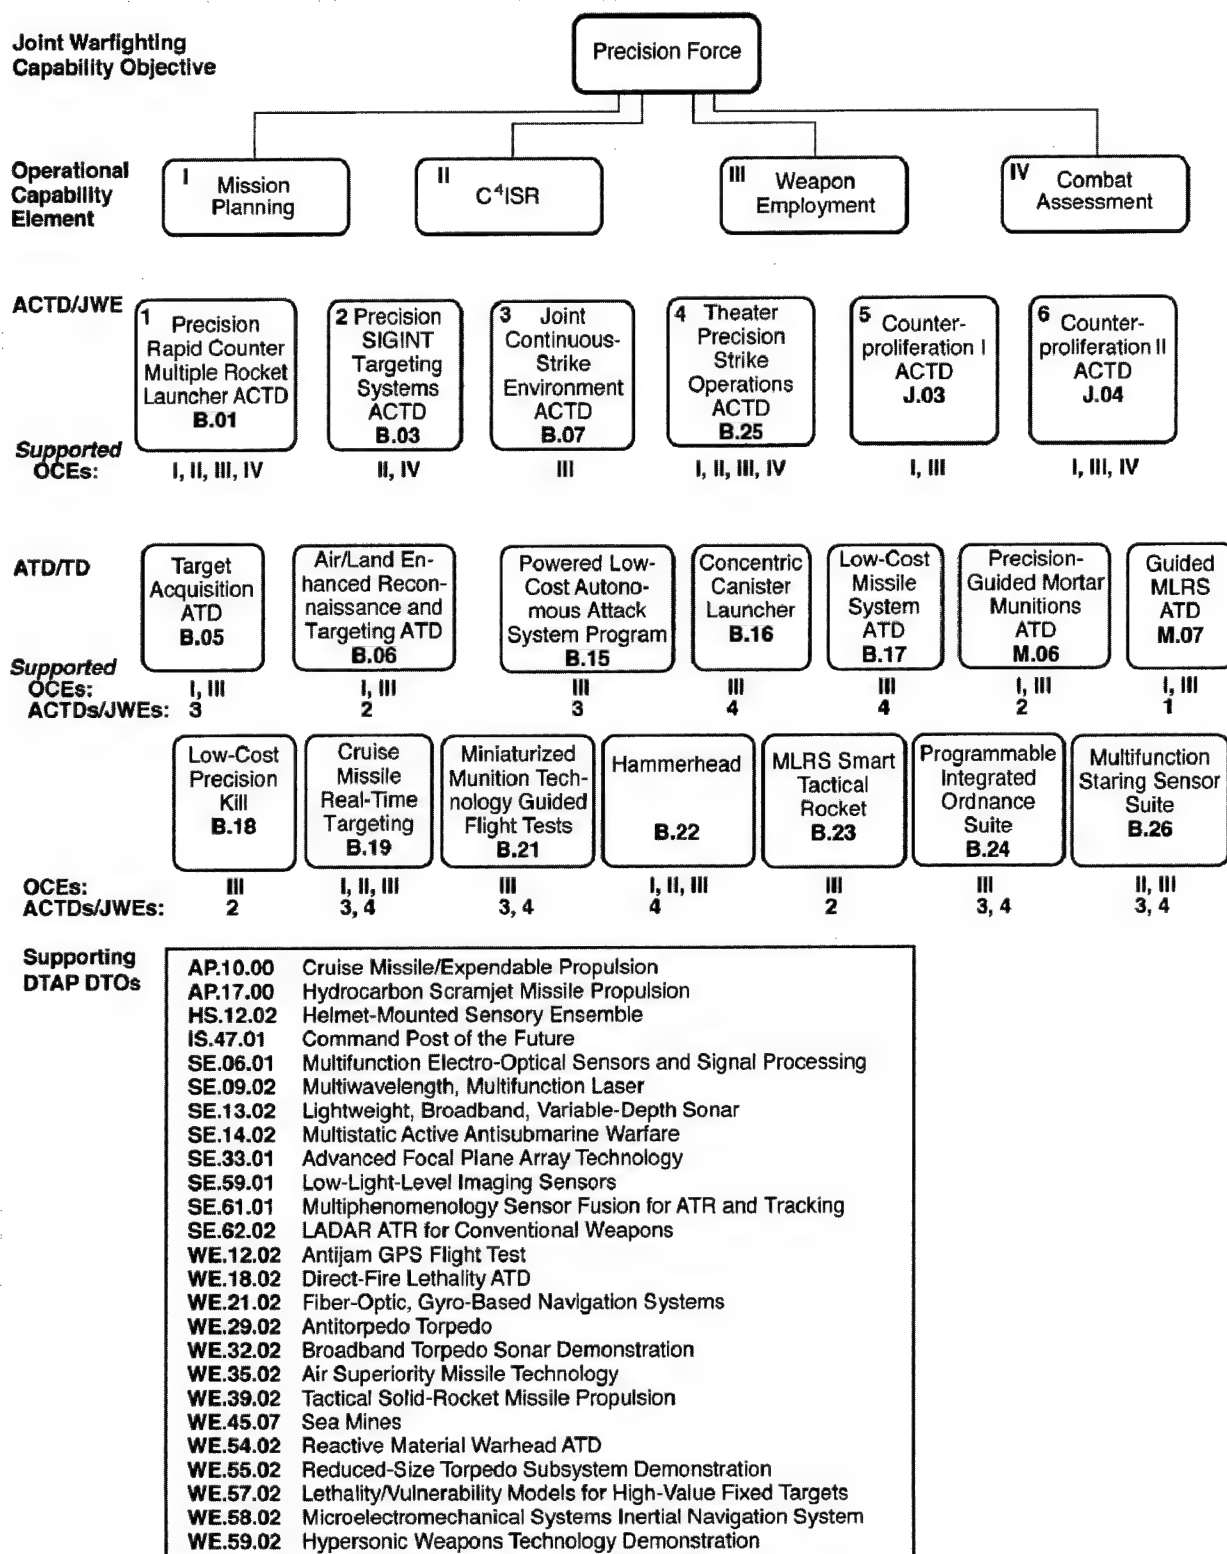 Joint Warfighting
Capability Objective
Precision Force
Operational
Capability
Element
I Mission
Planning
II C⁴ISR
III Weapon
Employment
IV Combat
Assessment
ACTD/JWE
1 Precision
Rapid Counter
Multiple Rocket
Launcher ACTD
B.01
2 Precision
SIGINT
Targeting
Systems
ACTD
B.03
3 Joint
Continuous-
Strike
Environment
ACTD
B.07
4 Theater
Precision
Strike
Operations
ACTD
B.25
5 Counter-
proliferation I
ACTD
J.03
6 Counter-
proliferation II
ACTD
J.04
Supported
OCEs: I, II, III, IV II, IV III I, II, III, IV I, III I, III, IV
ATD/TD
Target
Acquisition
ATD
B.05
Air/Land En-
hanced Recon-
naissance and
Targeting ATD
B.06
Powered Low-
Cost Autono-
mous Attack
System Program
B.15
Concentric
Canister
Launcher
B.16
Low-Cost
Missile
System
ATD
B.17
Precision-
Guided Mortar
Munitions
ATD
M.06
Guided
MLRS
ATD
M.07
Supported
OCEs: I, III I, III III III III I, III I, III
ACTDs/JWEs: 3 2 3 4 4 2 1
Low-Cost
Precision
Kill
B.18
Cruise
Missile
Real-Time
Targeting
B.19
Miniaturized
Munition Tech-
nology Guided
Flight Tests
B.21
Hammerhead
B.22
MLRS Smart
Tactical
Rocket
B.23
Programmable
Integrated
Ordnance
Suite
B.24
Multifunction
Staring Sensor
Suite
B.26
OCEs: III I, II, III III I, II, III III III II, III
ACTDs/JWEs: 2 3, 4 3, 4 4 2 3, 4 3, 4
Supporting
DTAP DTOs
AP.10.00 Cruise Missile/Expendable Propulsion
AP.17.00 Hydrocarbon Scramjet Missile Propulsion
HS.12.02 Helmet-Mounted Sensory Ensemble
IS.47.01 Command Post of the Future
SE.06.01 Multifunction Electro-Optical Sensors and Signal Processing
SE.09.02 Multiwavelength, Multifunction Laser
SE.13.02 Lightweight, Broadband, Variable-Depth Sonar
SE.14.02 Multistatic Active Antisubmarine Warfare
SE.33.01 Advanced Focal Plane Array Technology
SE.59.01 Low-Light-Level Imaging Sensors
SE.61.01 Multiphenomenology Sensor Fusion for ATR and Tracking
SE.62.02 LADAR ATR for Conventional Weapons
WE.12.02 Antijam GPS Flight Test
WE.18.02 Direct-Fire Lethality ATD
WE.21.02 Fiber-Optic, Gyro-Based Navigation Systems
WE.29.02 Antitorpedo Torpedo
WE.32.02 Broadband Torpedo Sonar Demonstration
WE.35.02 Air Superiority Missile Technology
WE.39.02 Tactical Solid-Rocket Missile Propulsion
WE.45.07 Sea Mines
WE.54.02 Reactive Material Warhead ATD
WE.55.02 Reduced-Size Torpedo Subsystem Demonstration
WE.57.02 Lethality/Vulnerability Models for High-Value Fixed Targets
WE.58.02 Microelectromechanical Systems Inertial Navigation System
WE.59.02 Hypersonic Weapons Technology Demonstration